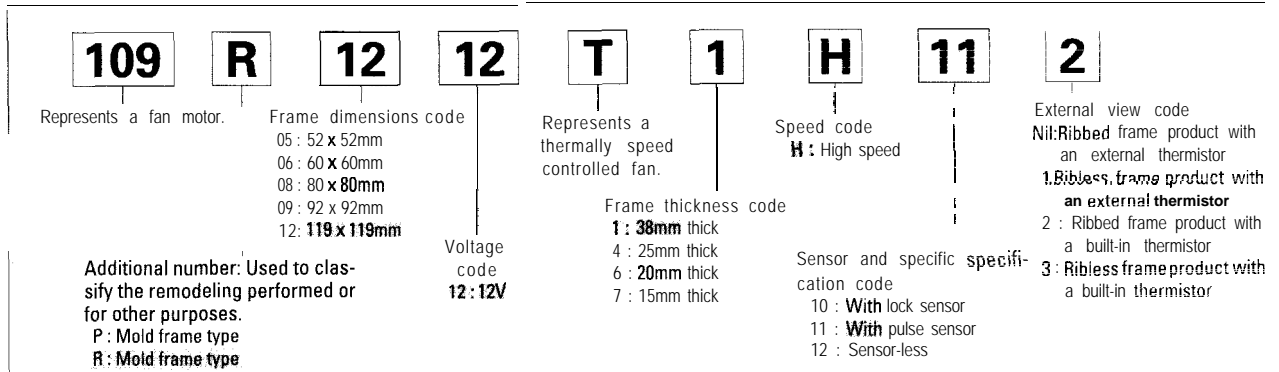 109 R 12 12 T 1 H 11 2
Represents a fan motor.
Additional number: Used to clas-
sify the remodeling performed or
for other purposes.
P : Mold frame type
R : Mold frame type
Frame dimensions code
05 : 52 x 52mm
06 : 60 x 60mm
08 : 80 x 80mm
09 : 92 x 92mm
12: 119 x 119mm
Voltage
code
12 : 12V
Represents a
thermally speed
controlled fan.
Frame thickness code
1 : 38mm thick
4 : 25mm thick
6 : 20mm thick
7 : 15mm thick
Speed code
H : High speed
Sensor and specific specifi-
cation code
10 : With lock sensor
11 : With pulse sensor
12 : Sensor-less
External view code
Nil:Ribbed frame product with
an external thermistor
1.Ribless, frame product with
an external thermistor
2 : Ribbed frame product with
a built-in thermistor
3 : Ribless frame product with
a built-in thermistor